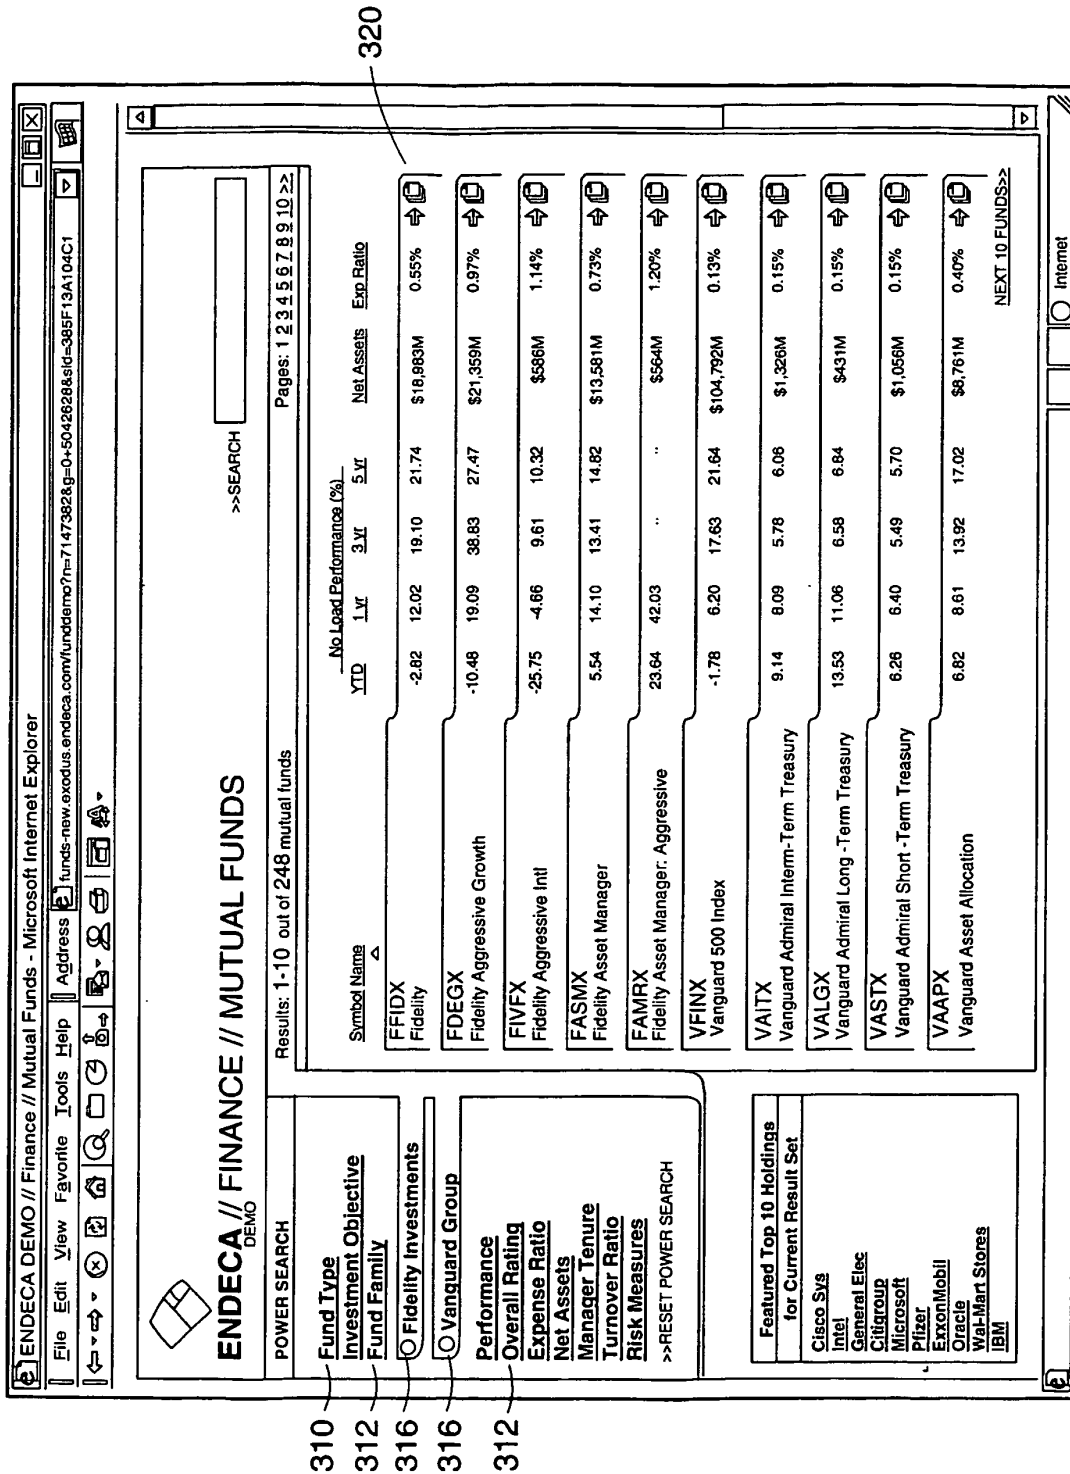 ENDECA DEMO // Finance // Mutual Funds - Microsoft Internet Explorer
File Edit View Favorite Tools Help
Address funds-new.exodus.endeca.com/funddemo?n=7147382&g=0+5042628&sid=385F13A104C1
ENDECA // FINANCE // MUTUAL FUNDS
DEMO
>>SEARCH
POWER SEARCH
Fund Type
Investment Objective
Fund Family
Fidelity Investments
Vanguard Group
Performance
Overall Rating
Expense Ratio
Net Assets
Manager Tenure
Turnover Ratio
Risk Measures
>>RESET POWER SEARCH
310
312
316
316
312
Featured Top 10 Holdings
for Current Result Set
Cisco Sys
Intel
General Elec
Citigroup
Microsoft
Pfizer
ExxonMobil
Oracle
Wal-Mart Stores
IBM
Results: 1-10 out of 248 mutual funds Pages: 1 2 3 4 5 6 7 8 9 10 >>
No Load Performance (%)
Symbol Name YTD 1 yr 3 yr 5 yr Net Assets Exp Ratio
320
FFIDX
Fidelity -2.82 12.02 19.10 21.74 $18,983M 0.55%
FDEGX
Fidelity Aggressive Growth -10.48 19.09 38.83 27.47 $21,359M 0.97%
FIVFX
Fidelity Aggressive Intl -25.75 -4.66 9.61 10.32 $586M 1.14%
FASMX
Fidelity Asset Manager 5.54 14.10 13.41 14.82 $13,581M 0.73%
FAMRX
Fidelity Asset Manager: Aggressive 23.64 42.03 .. .. $564M 1.20%
VFINX
Vanguard 500 Index -1.78 6.20 17.63 21.64 $104,792M 0.13%
VAITX
Vanguard Admiral Interm-Term Treasury 9.14 8.09 5.78 6.06 $1,326M 0.15%
VALGX
Vanguard Admiral Long -Term Treasury 13.53 11.06 6.58 6.84 $431M 0.15%
VASTX
Vanguard Admiral Short -Term Treasury 6.26 6.40 5.49 5.70 $1,056M 0.15%
VAAPX
Vanguard Asset Allocation 6.82 8.61 13.92 17.02 $8,761M 0.40%
NEXT 10 FUNDS>>
Internet